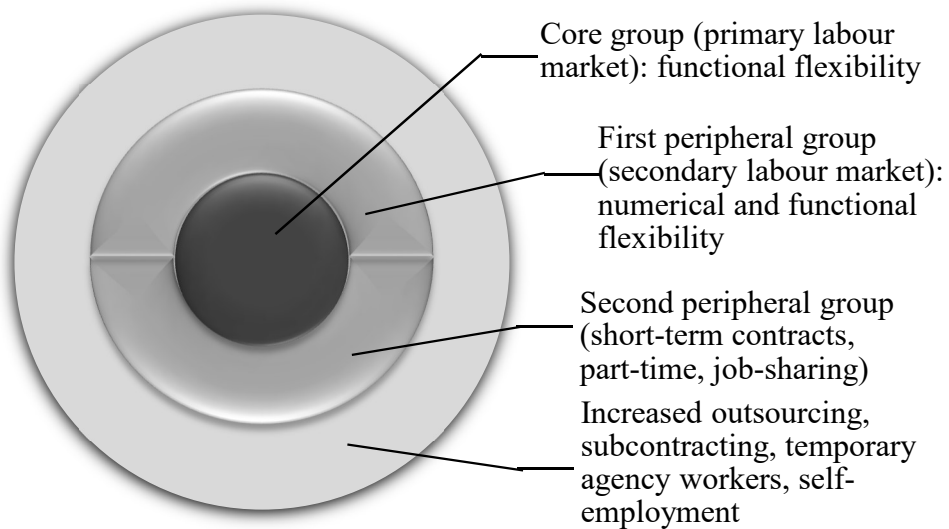 Core group (primary labour
market): functional flexibility
First peripheral group
(secondary labour market):
numerical and functional
flexibility
Second peripheral group
(short-term contracts,
part-time, job-sharing)
Increased outsourcing,
subcontracting, temporary
agency workers, self-
employment